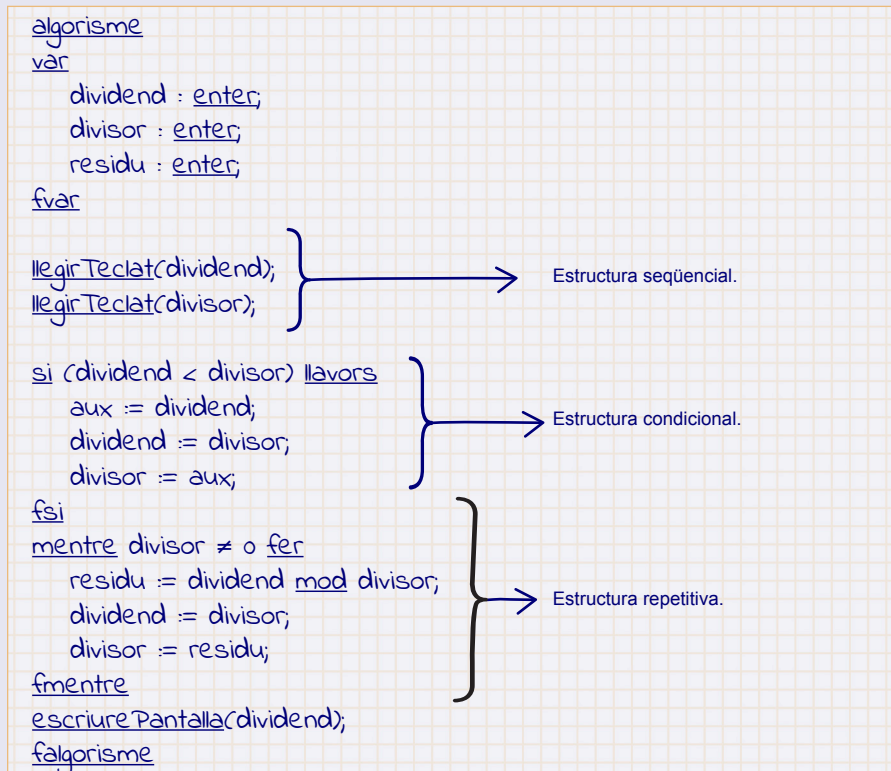 algorisme
var
dividend : enter;
divisor : enter;
residu : enter;
fvar
llegirTeclat(dividend);
llegirTeclat(divisor);
Estructura seqüencial.
si (dividend < divisor) llavors
aux := dividend;
dividend := divisor;
divisor := aux;
Estructura condicional.
fsi
mentre divisor ≠ 0 fer
residu := dividend mod divisor;
dividend := divisor;
divisor := residu;
Estructura repetitiva.
fmentre
escriurePantalla(dividend);
falgorisme